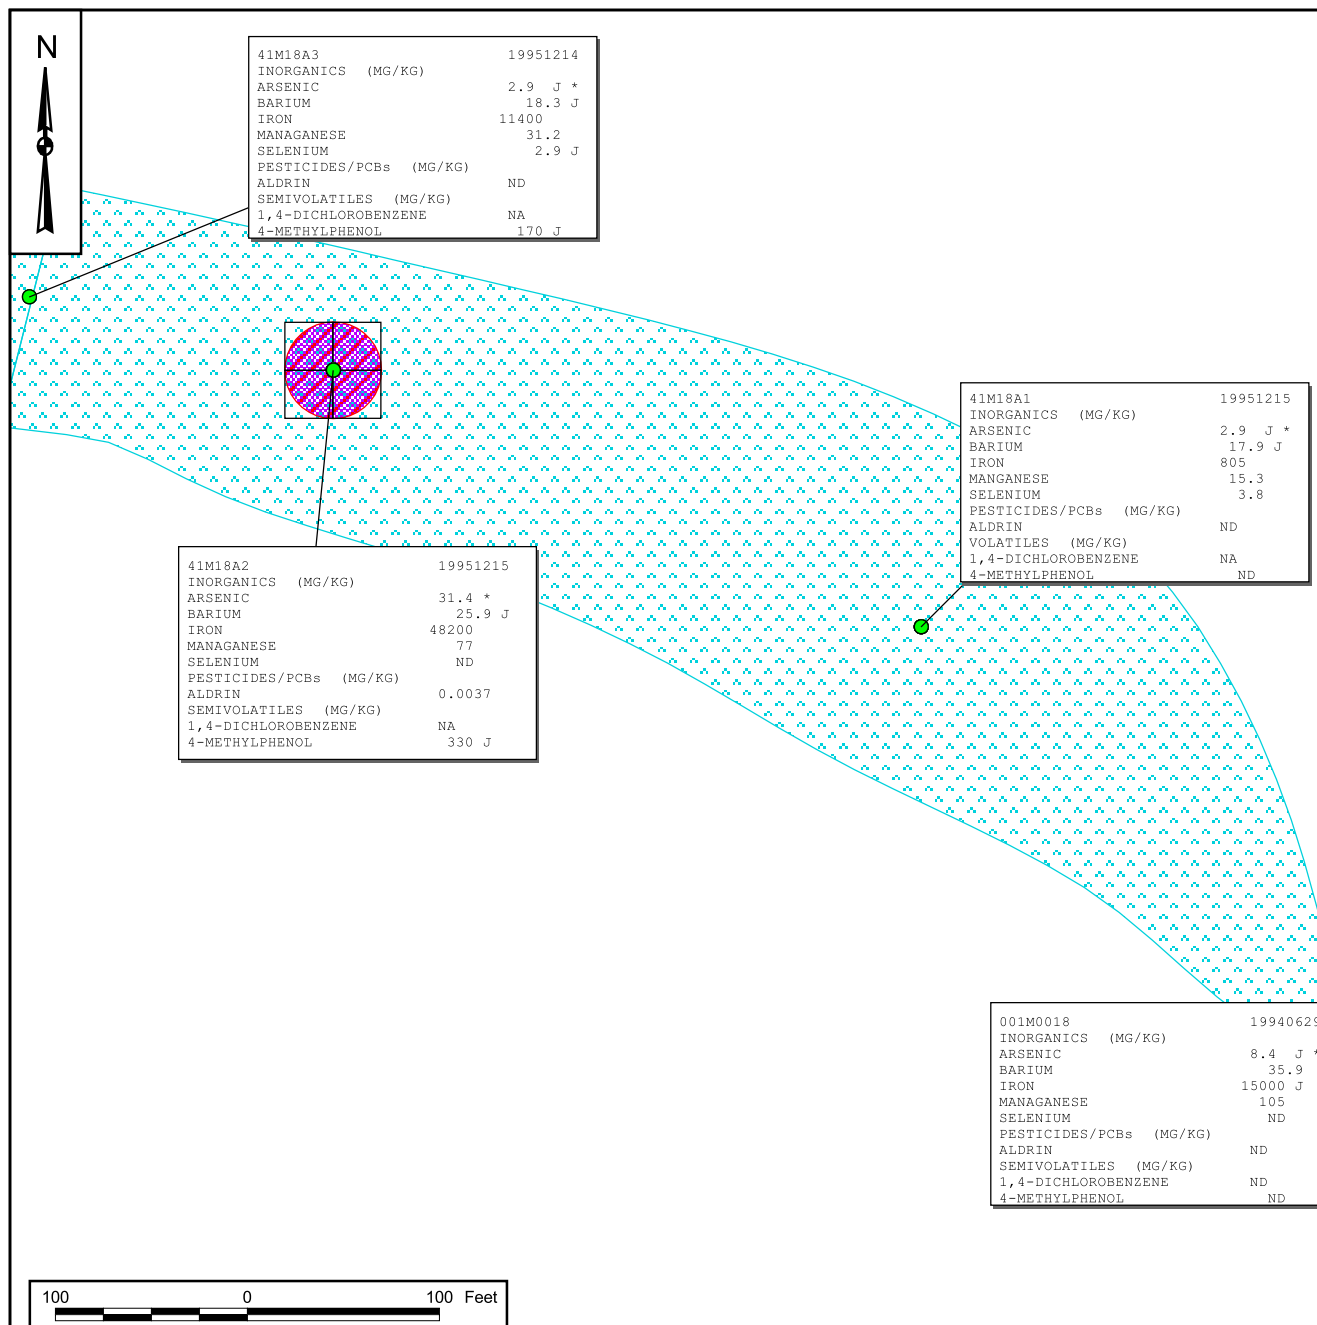 N
41M18A3 19951214
INORGANICS (MG/KG)
ARSENIC 2.9 J *
BARIUM 18.3 J
IRON 11400
MANAGANESE 31.2
SELENIUM 2.9 J
PESTICIDES/PCBs (MG/KG)
ALDRIN ND
SEMIVOLATILES (MG/KG)
1,4-DICHLOROBENZENE NA
4-METHYLPHENOL 170 J
41M18A1 19951215
INORGANICS (MG/KG)
ARSENIC 2.9 J *
BARIUM 17.9 J
IRON 805
MANGANESE 15.3
SELENIUM 3.8
PESTICIDES/PCBs (MG/KG)
ALDRIN ND
VOLATILES (MG/KG)
1,4-DICHLOROBENZENE NA
4-METHYLPHENOL ND
41M18A2 19951215
INORGANICS (MG/KG)
ARSENIC 31.4 *
BARIUM 25.9 J
IRON 48200
MANAGANESE 77
SELENIUM ND
PESTICIDES/PCBs (MG/KG)
ALDRIN 0.0037
SEMIVOLATILES (MG/KG)
1,4-DICHLOROBENZENE NA
4-METHYLPHENOL 330 J
001M0018 19940629
INORGANICS (MG/KG)
ARSENIC 8.4 J *
BARIUM 35.9
IRON 15000 J
MANAGANESE 105
SELENIUM ND
PESTICIDES/PCBs (MG/KG)
ALDRIN ND
SEMIVOLATILES (MG/KG)
1,4-DICHLOROBENZENE ND
4-METHYLPHENOL ND
100 0 100 Feet